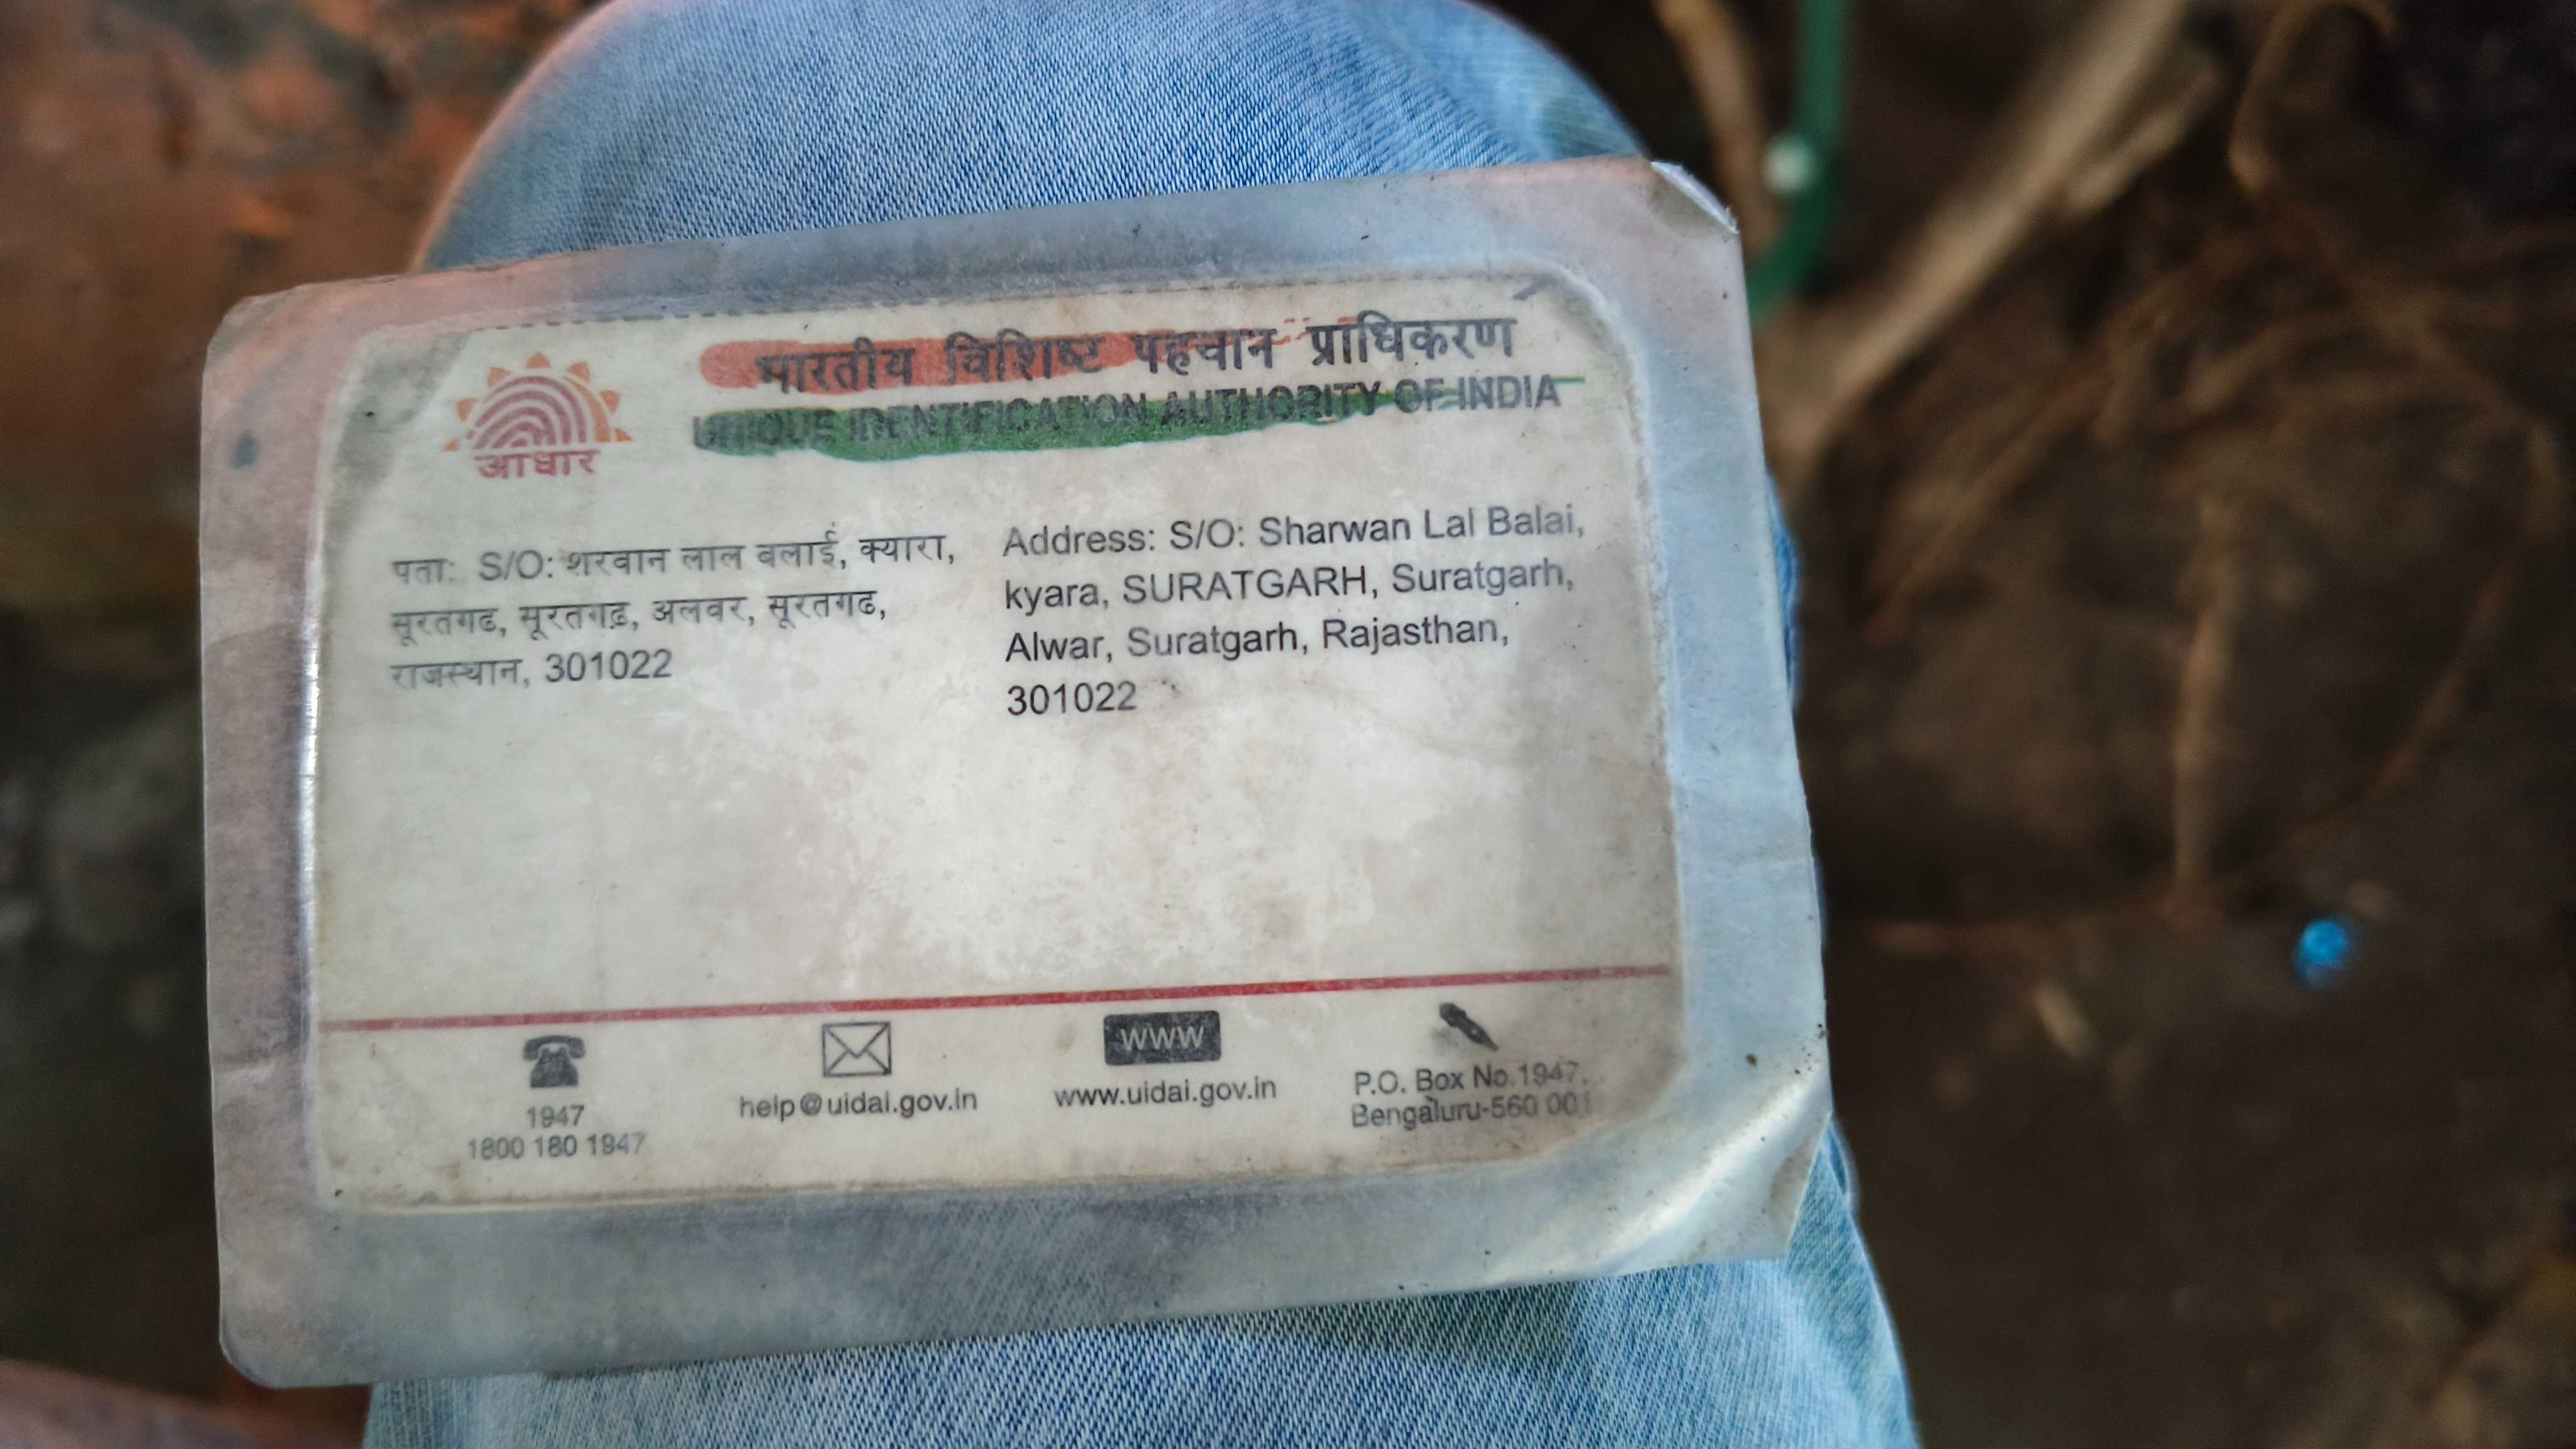 आधार
भारतीय विशिष्ट पहचान प्राधिकरण
UNIQUE IDENTIFICATION AUTHORITY OF INDIA
पता: S/O: शरवान लाल बलाई, क्यारा,
सूरतगढ, सूरतगढ़, अलवर, सूरतगढ,
राजस्थान, 301022
Address: S/O: Sharwan Lal Balai,
kyara, SURATGARH, Suratgarh,
Alwar, Suratgarh, Rajasthan,
301022
1947
1800 180 1947
help@uidai.gov.in
WWW
www.uidai.gov.in
P.O. Box No.1947,
Bengaluru-560 001